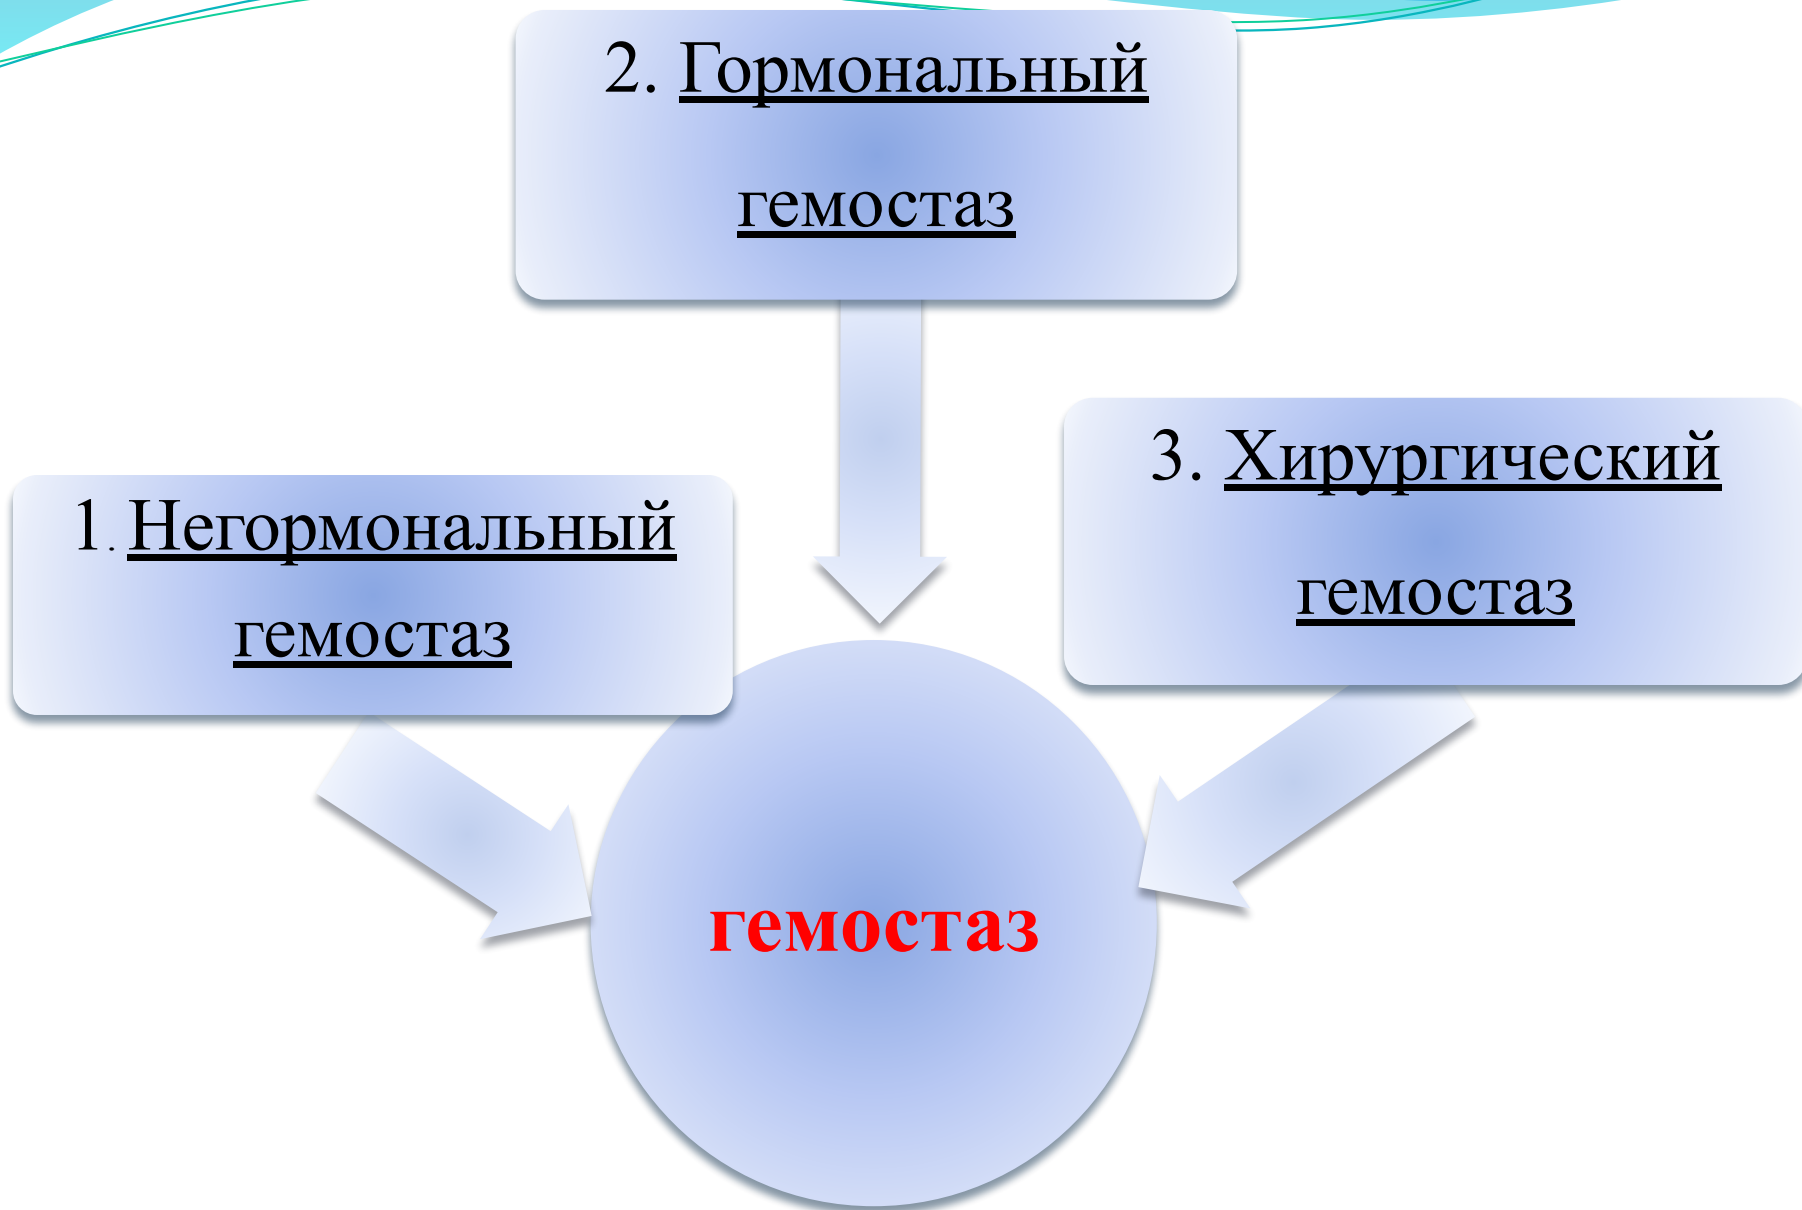 2. Гормональный
гемостаз
1. Негормональный
гемостаз
3. Хирургический
гемостаз
гемостаз